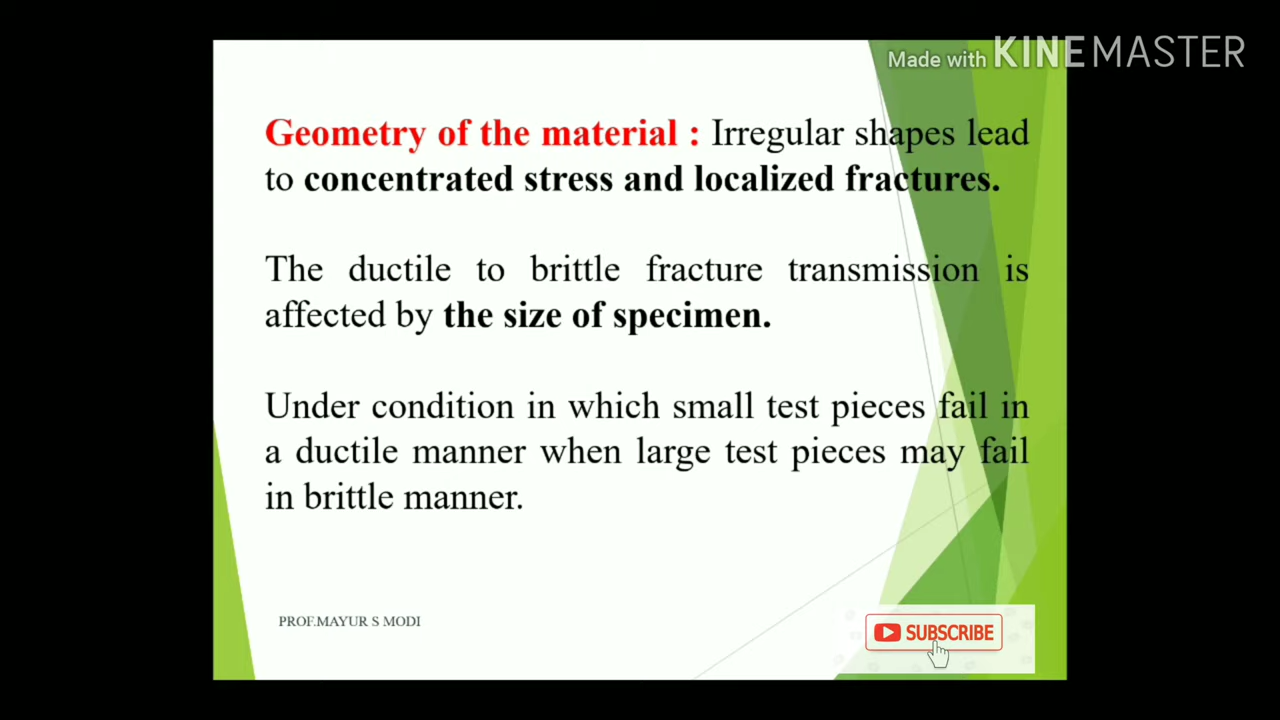 Made with KINEMASTER
Geometry of the material : Irregular shapes lead
to concentrated stress and localized fractures.
The ductile to brittle fracture transmission is
affected by the size of specimen.
Under condition in which small test pieces fail in
a ductile manner when large test pieces may fail
in brittle manner.
PROF.MAYUR S MODI
SUBSCRIBE